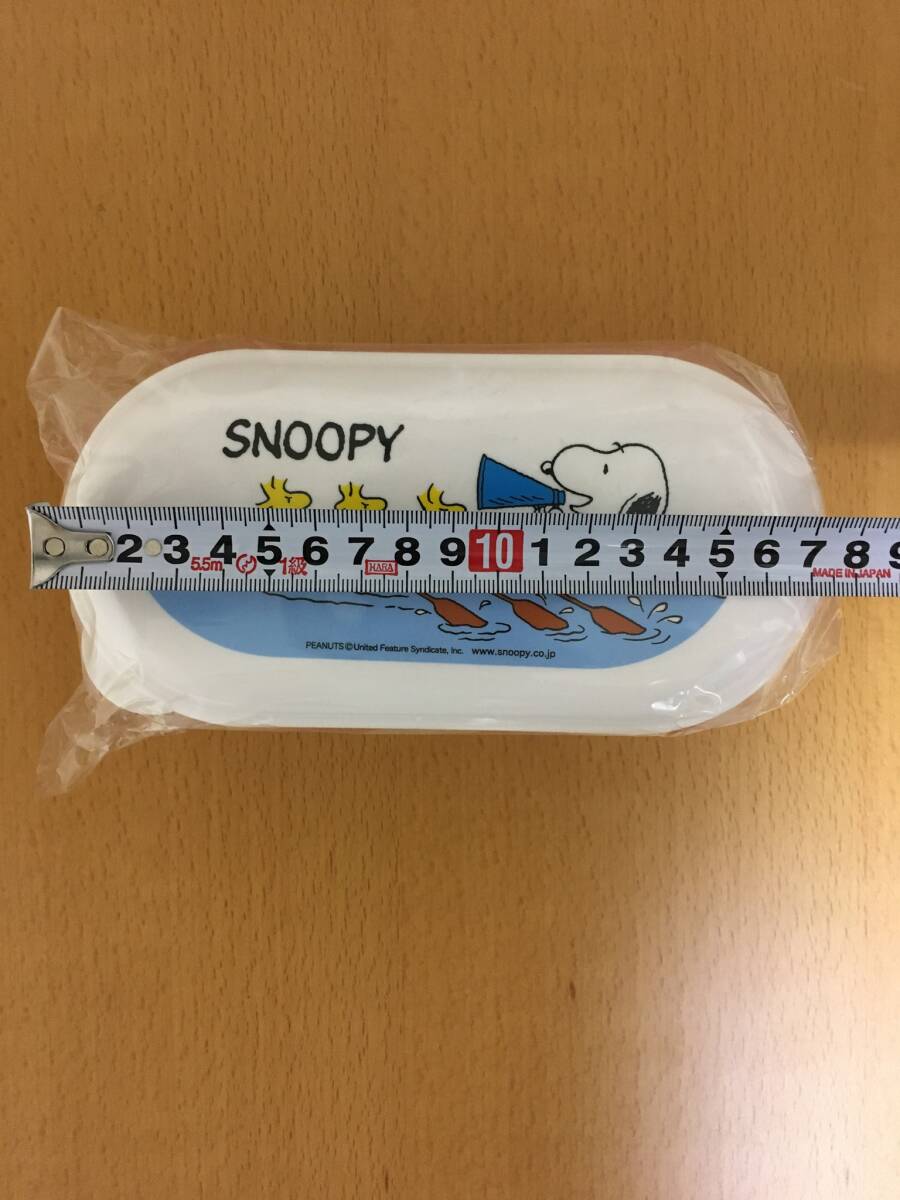 SNOOPY
2 3 4 5 6 7 8 9 10 1 2 3 4 5 6 7 8 9
5.5m 1級 MADE IN JAPAN
PEANUTS © United Feature Syndicate, Inc. www.snoopy.co.jp